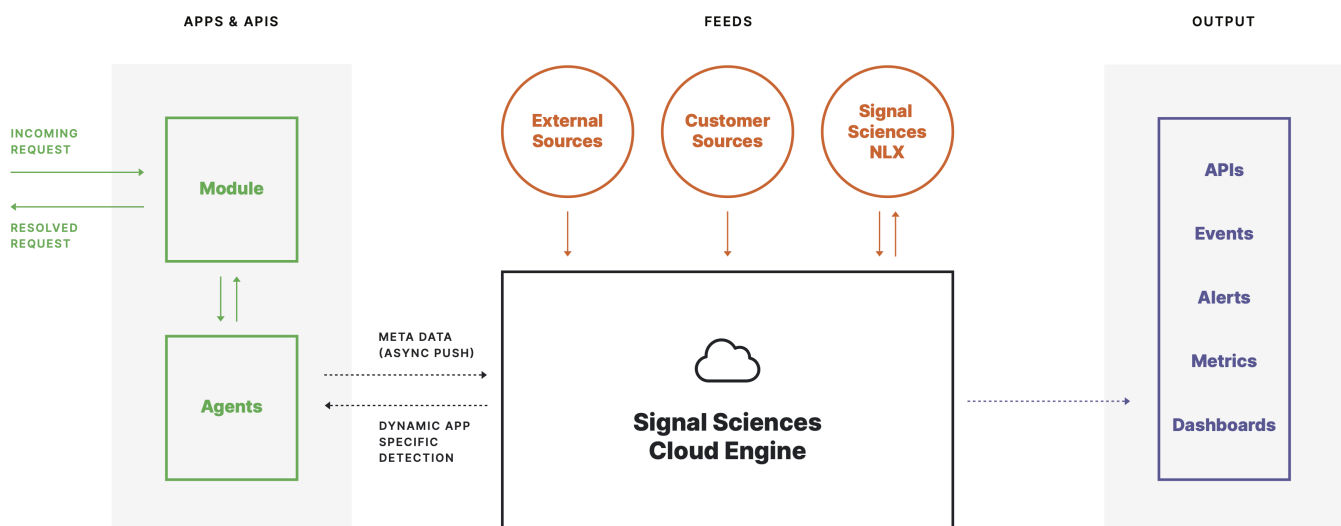 APPS & APIS
FEEDS
OUTPUT
INCOMING
REQUEST
RESOLVED
REQUEST
Module
Agents
META DATA
(ASYNC PUSH)
DYNAMIC APP
SPECIFIC
DETECTION
External
Sources
Customer
Sources
Signal
Sciences
NLX
Signal Sciences
Cloud Engine
APIs
Events
Alerts
Metrics
Dashboards